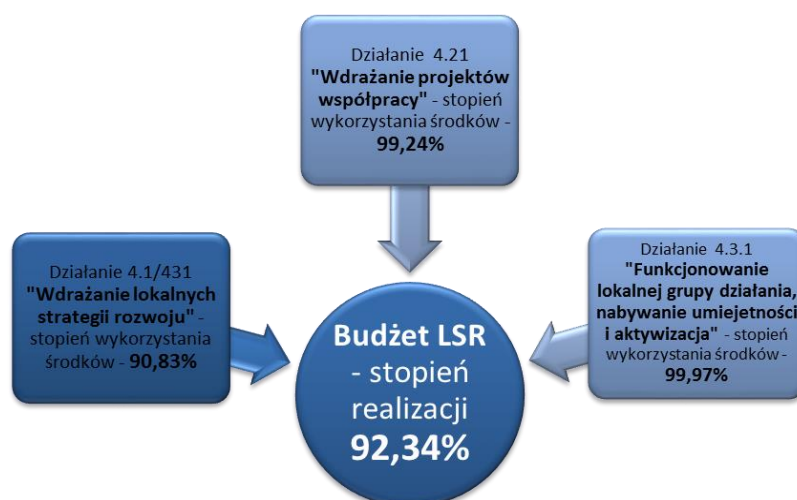 Działanie 4.21
"Wdrażanie projektów
współpracy" - stopień
wykorzystania środków -
99,24%
Działanie 4.1/431
"Wdrażanie lokalnych
strategii rozwoju" -
stopień wykorzystania
środków - 90,83%
Działanie 4.3.1
"Funkcjonowanie
lokalnej grupy działania,
nabywanie umiejetności
i aktywizacja" - stopień
wykorzystania środków -
99,97%
Budżet LSR
- stopień
realizacji
92,34%